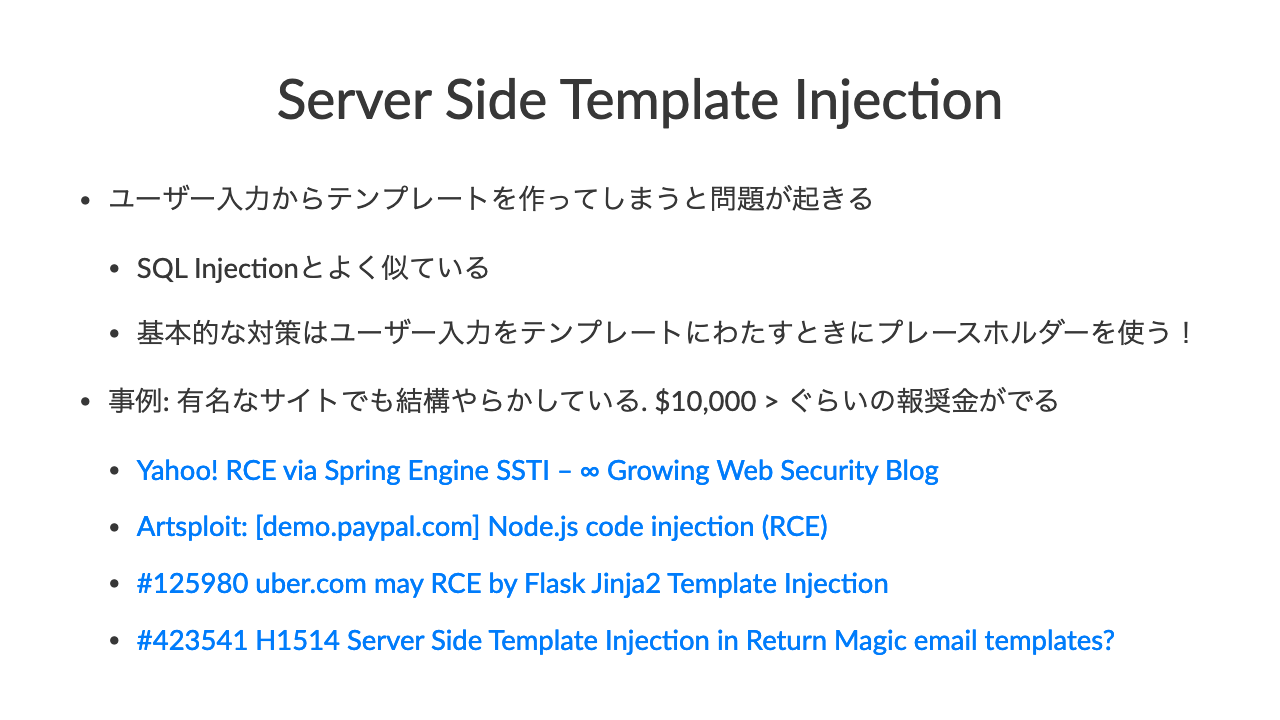 Server Side Template Injection
• ユーザー入力からテンプレートを作ってしまうと問題が起きる
• SQL Injectionとよく似ている
• 基本的な対策はユーザー入力をテンプレートにわたすときにプレースホルダーを使う！
• 事例: 有名なサイトでも結構やらかしている. $10,000 > ぐらいの報奨金がでる
• Yahoo! RCE via Spring Engine SSTI – ∞ Growing Web Security Blog
• Artsploit: [demo.paypal.com] Node.js code injection (RCE)
• #125980 uber.com may RCE by Flask Jinja2 Template Injection
• #423541 H1514 Server Side Template Injection in Return Magic email templates?